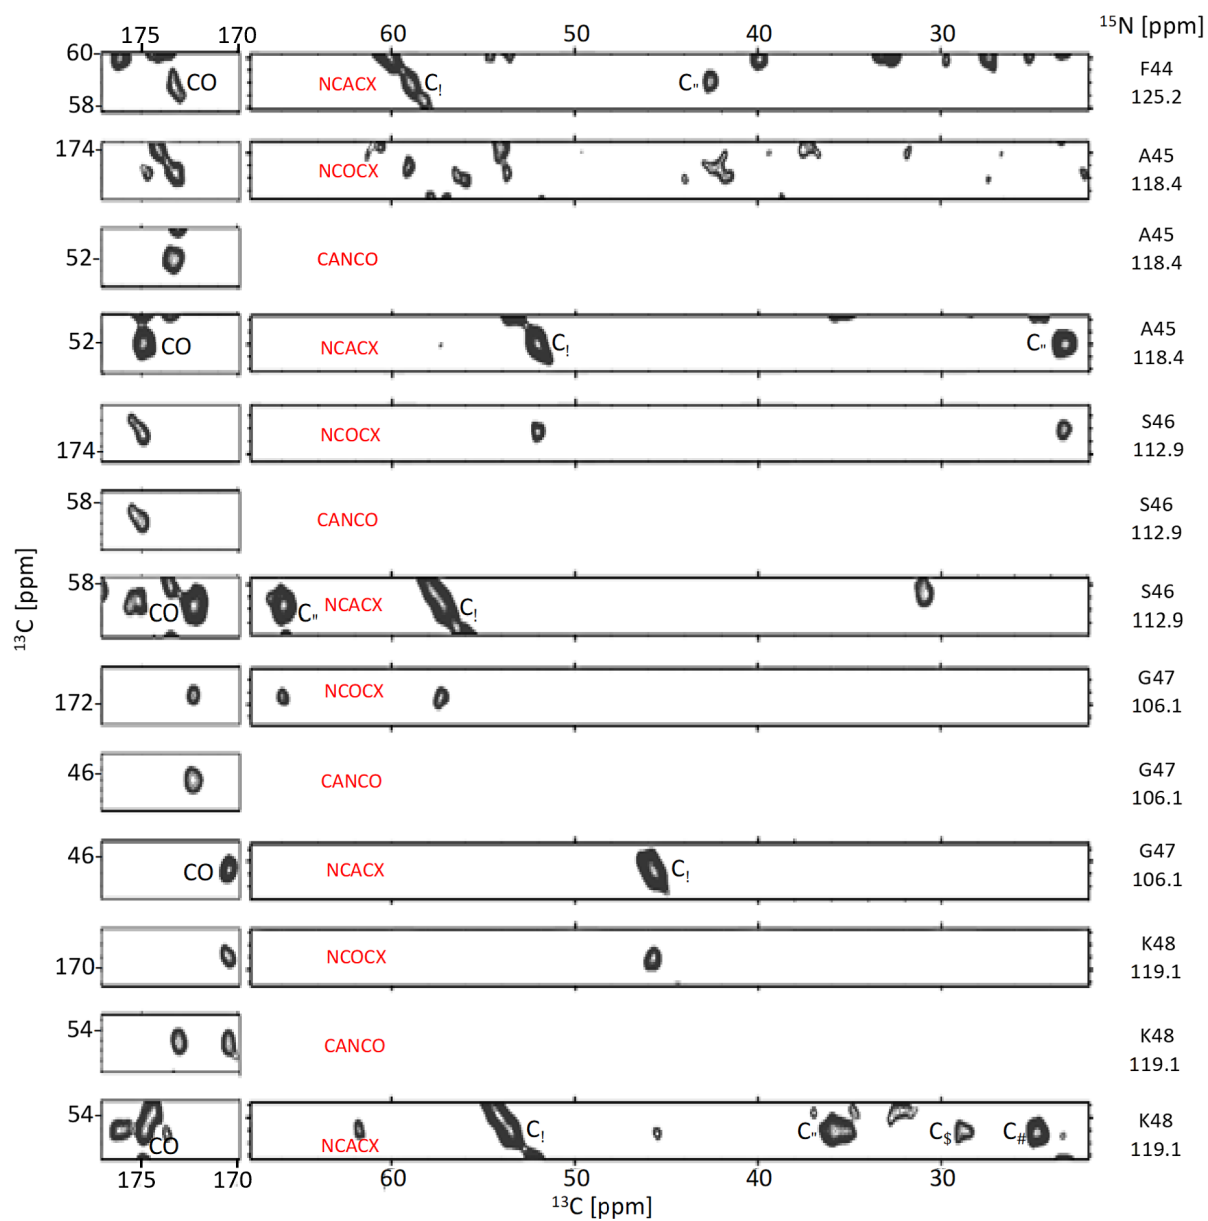 175 170 60 50 40 30 ¹⁵N [ppm]
60 CO NCACX C! C" F44
58 125.2
174 NCOCX A45
118.4
52 CANCO A45
118.4
52 CO NCACX C! C" A45
118.4
174 NCOCX S46
112.9
58 CANCO S46
112.9
¹³C [ppm]
58 CO C" NCACX C! S46
112.9
172 NCOCX G47
106.1
46 CANCO G47
106.1
46 CO NCACX C! G47
106.1
170 NCOCX K48
119.1
54 CANCO K48
119.1
54 CO NCACX C! C" C$ C# K48
119.1
175 170 60 50 40 30
¹³C [ppm]